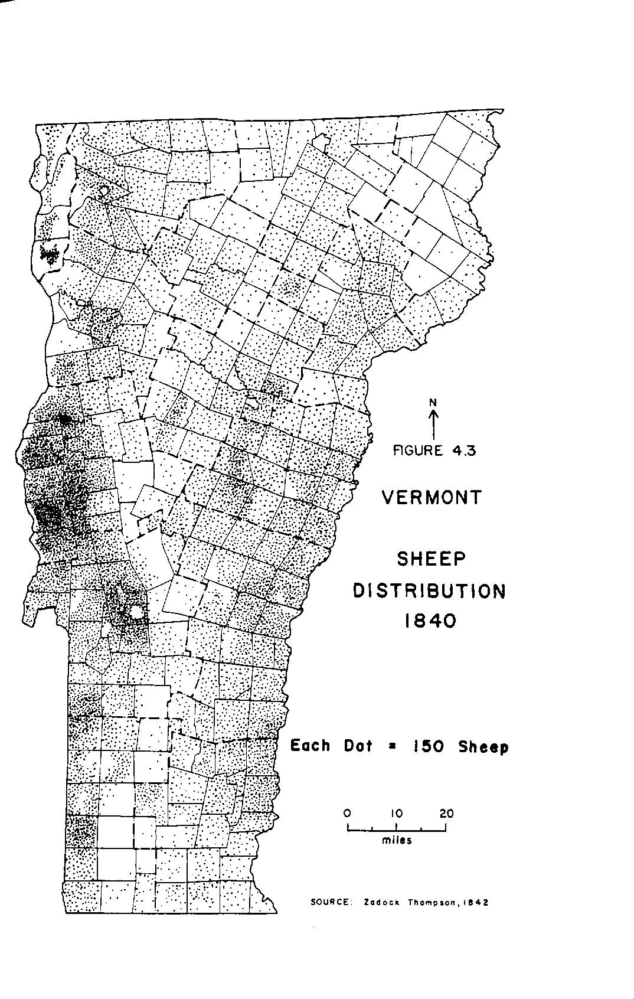 N
FIGURE 4.3
VERMONT
SHEEP
DISTRIBUTION
1840
Each Dot = 150 Sheep
0 10 20
miles
SOURCE: Zadock Thompson, 1842